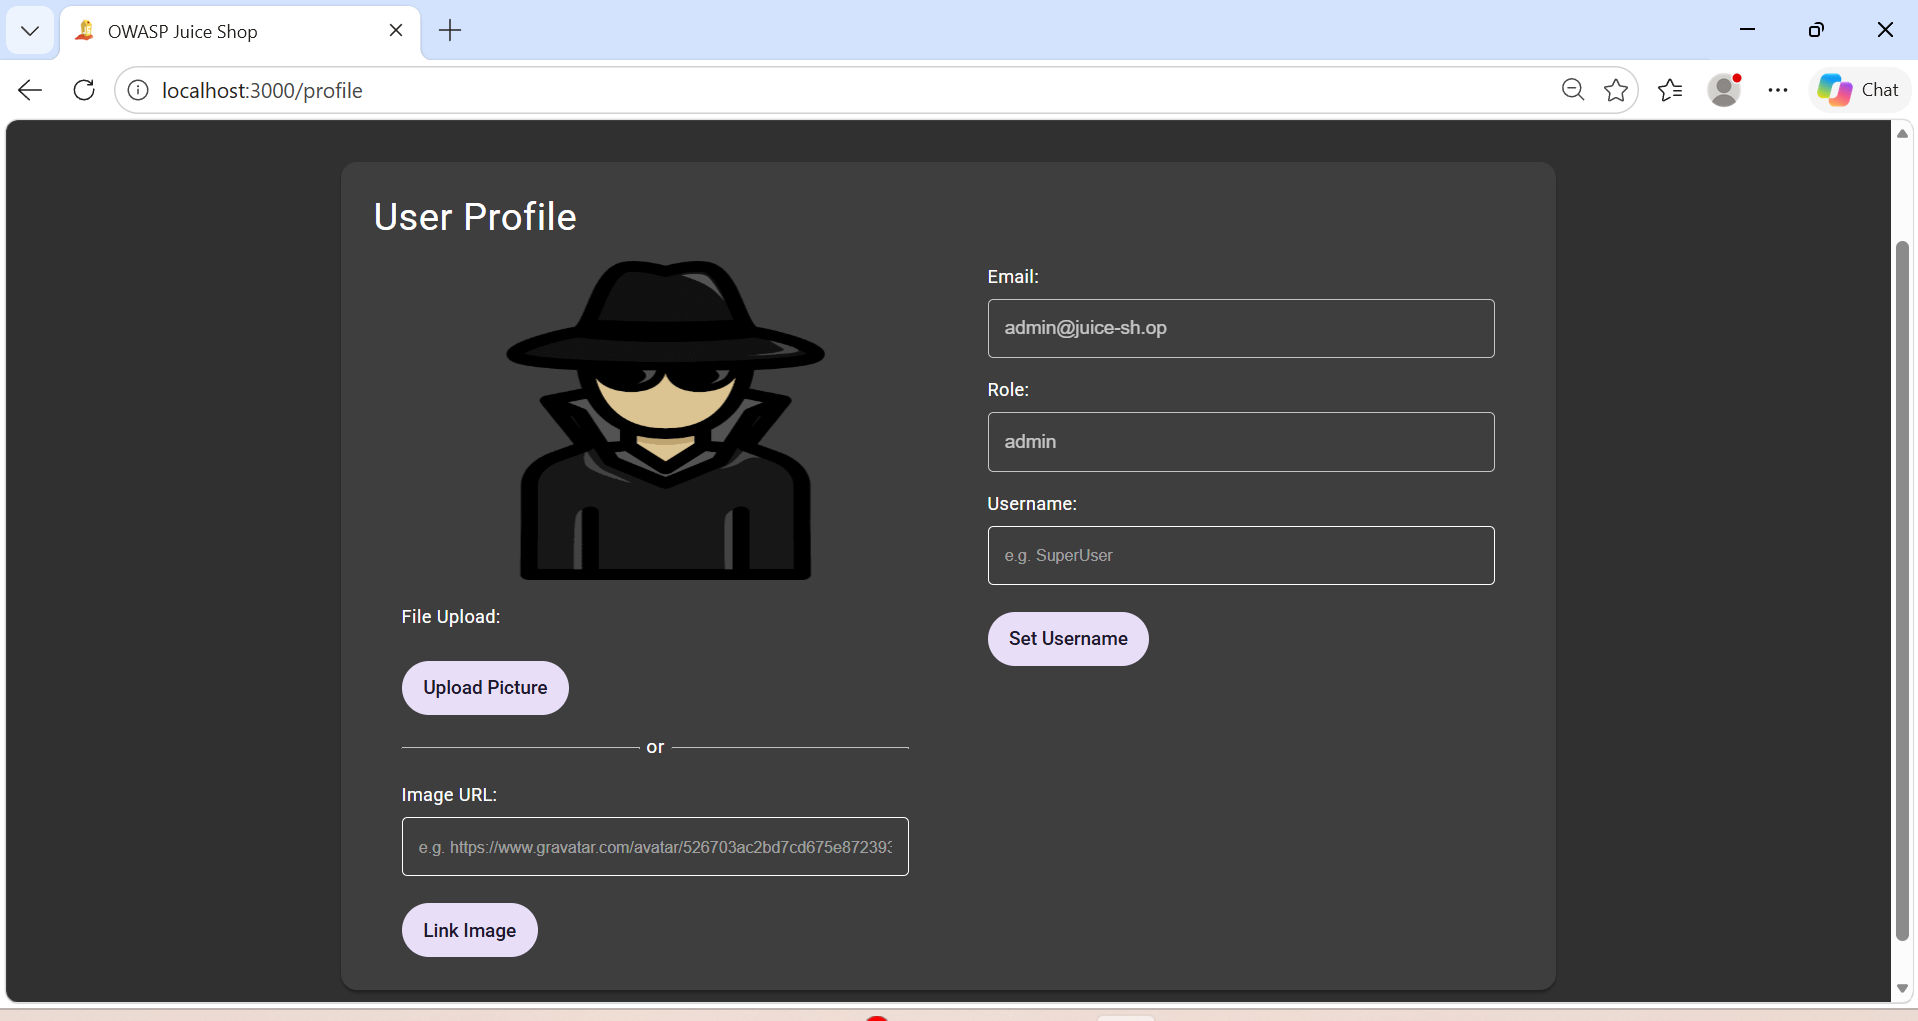 OWASP Juice Shop
localhost:3000/profile
Chat
User Profile
Email:
admin@juice-sh.op
Role:
admin
Username:
e.g. SuperUser
Set Username
File Upload:
Upload Picture
or
Image URL:
e.g. https://www.gravatar.com/avatar/526703ac2bd7cd675e872393
Link Image